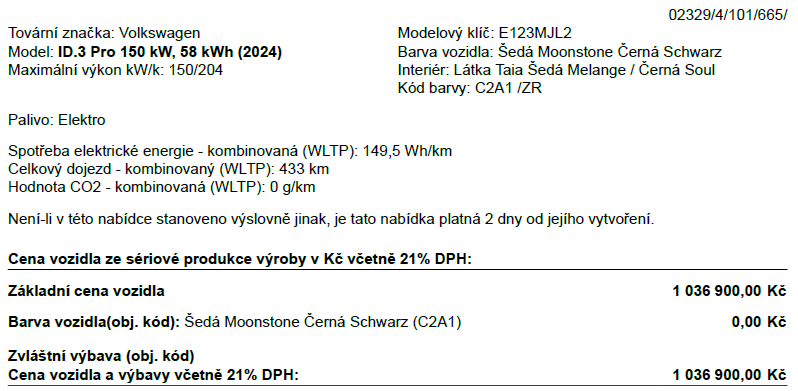 02329/4/101/665/
Tovární značka: Volkswagen
Model: ID.3 Pro 150 kW, 58 kWh (2024)
Maximální výkon kW/k: 150/204
Modelový klíč: E123MJL2
Barva vozidla: Šedá Moonstone Černá Schwarz
Interiér: Látka Taia Šedá Melange / Černá Soul
Kód barvy: C2A1 /ZR
Palivo: Elektro
Spotřeba elektrické energie - kombinovaná (WLTP): 149,5 Wh/km
Celkový dojezd - kombinovaný (WLTP): 433 km
Hodnota CO2 - kombinovaná (WLTP): 0 g/km
Není-li v této nabídce stanoveno výslovně jinak, je tato nabídka platná 2 dny od jejího vytvoření.
Cena vozidla ze sériové produkce výroby v Kč včetně 21% DPH:
Základní cena vozidla 1 036 900,00 Kč
Barva vozidla(obj. kód): Šedá Moonstone Černá Schwarz (C2A1) 0,00 Kč
Zvláštní výbava (obj. kód)
Cena vozidla a výbavy včetně 21% DPH: 1 036 900,00 Kč